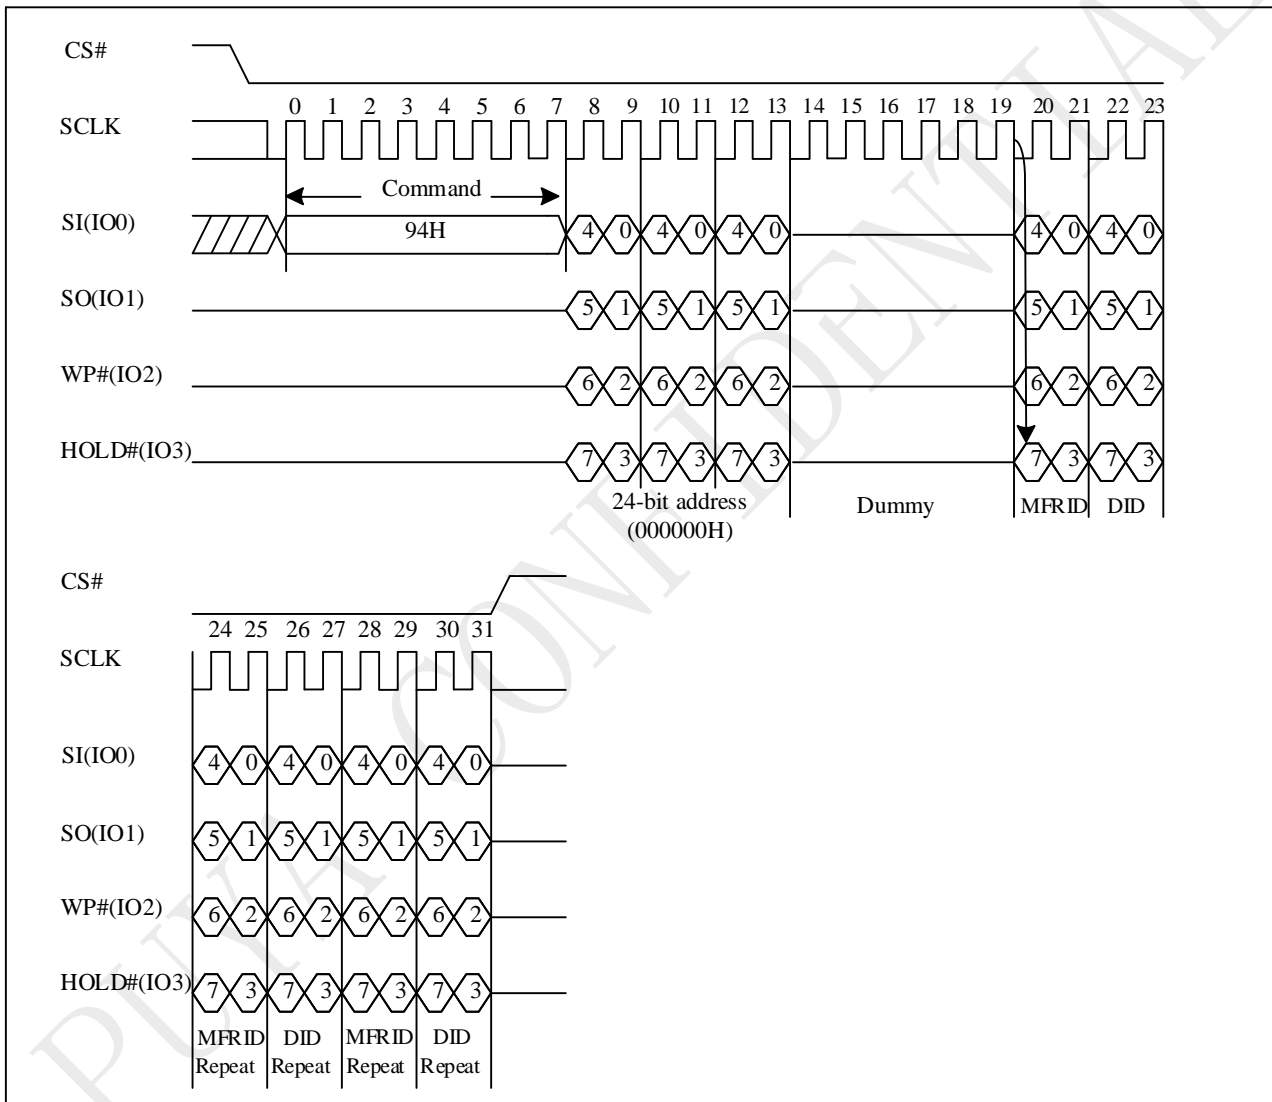 CS#
0 1 2 3 4 5 6 7 8 9 10 11 12 13 14 15 16 17 18 19 20 21 22 23
SCLK
Command
SI(IO0)
94H
4 0 4 0 4 0 4 0 4 0
SO(IO1)
5 1 5 1 5 1 5 1 5 1
WP#(IO2)
6 2 6 2 6 2 6 2 6 2
HOLD#(IO3)
7 3 7 3 7 3 7 3 7 3
24-bit address
(000000H)
Dummy
MFRID
DID
CS#
24 25 26 27 28 29 30 31
SCLK
SI(IO0)
4 0 4 0 4 0 4 0
SO(IO1)
5 1 5 1 5 1 5 1
WP#(IO2)
6 2 6 2 6 2 6 2
HOLD#(IO3)
7 3 7 3 7 3 7 3
MFRID DID MFRID DID
Repeat Repeat Repeat Repeat
PUYA CONFIDENTIAL